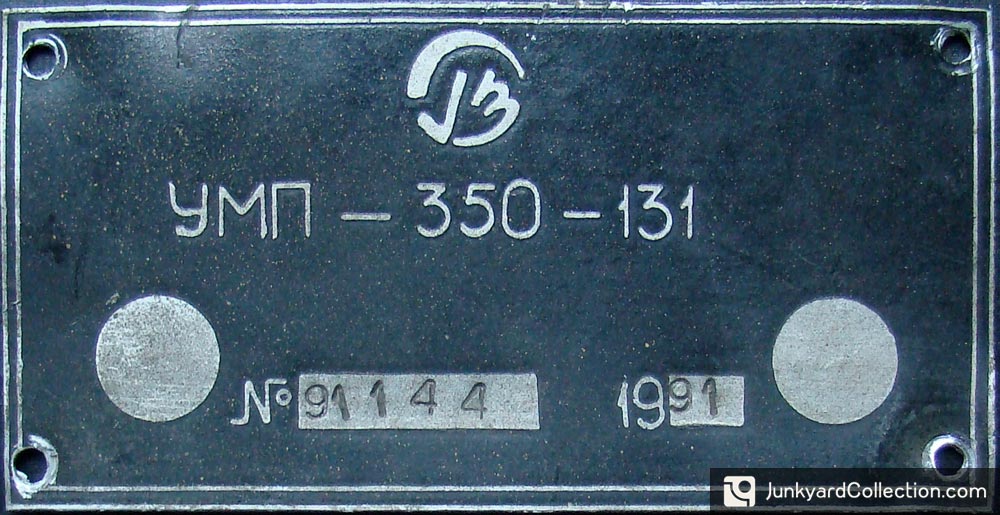 УМП - 350 - 131
№ 91144 1991
JunkyardCollection.com